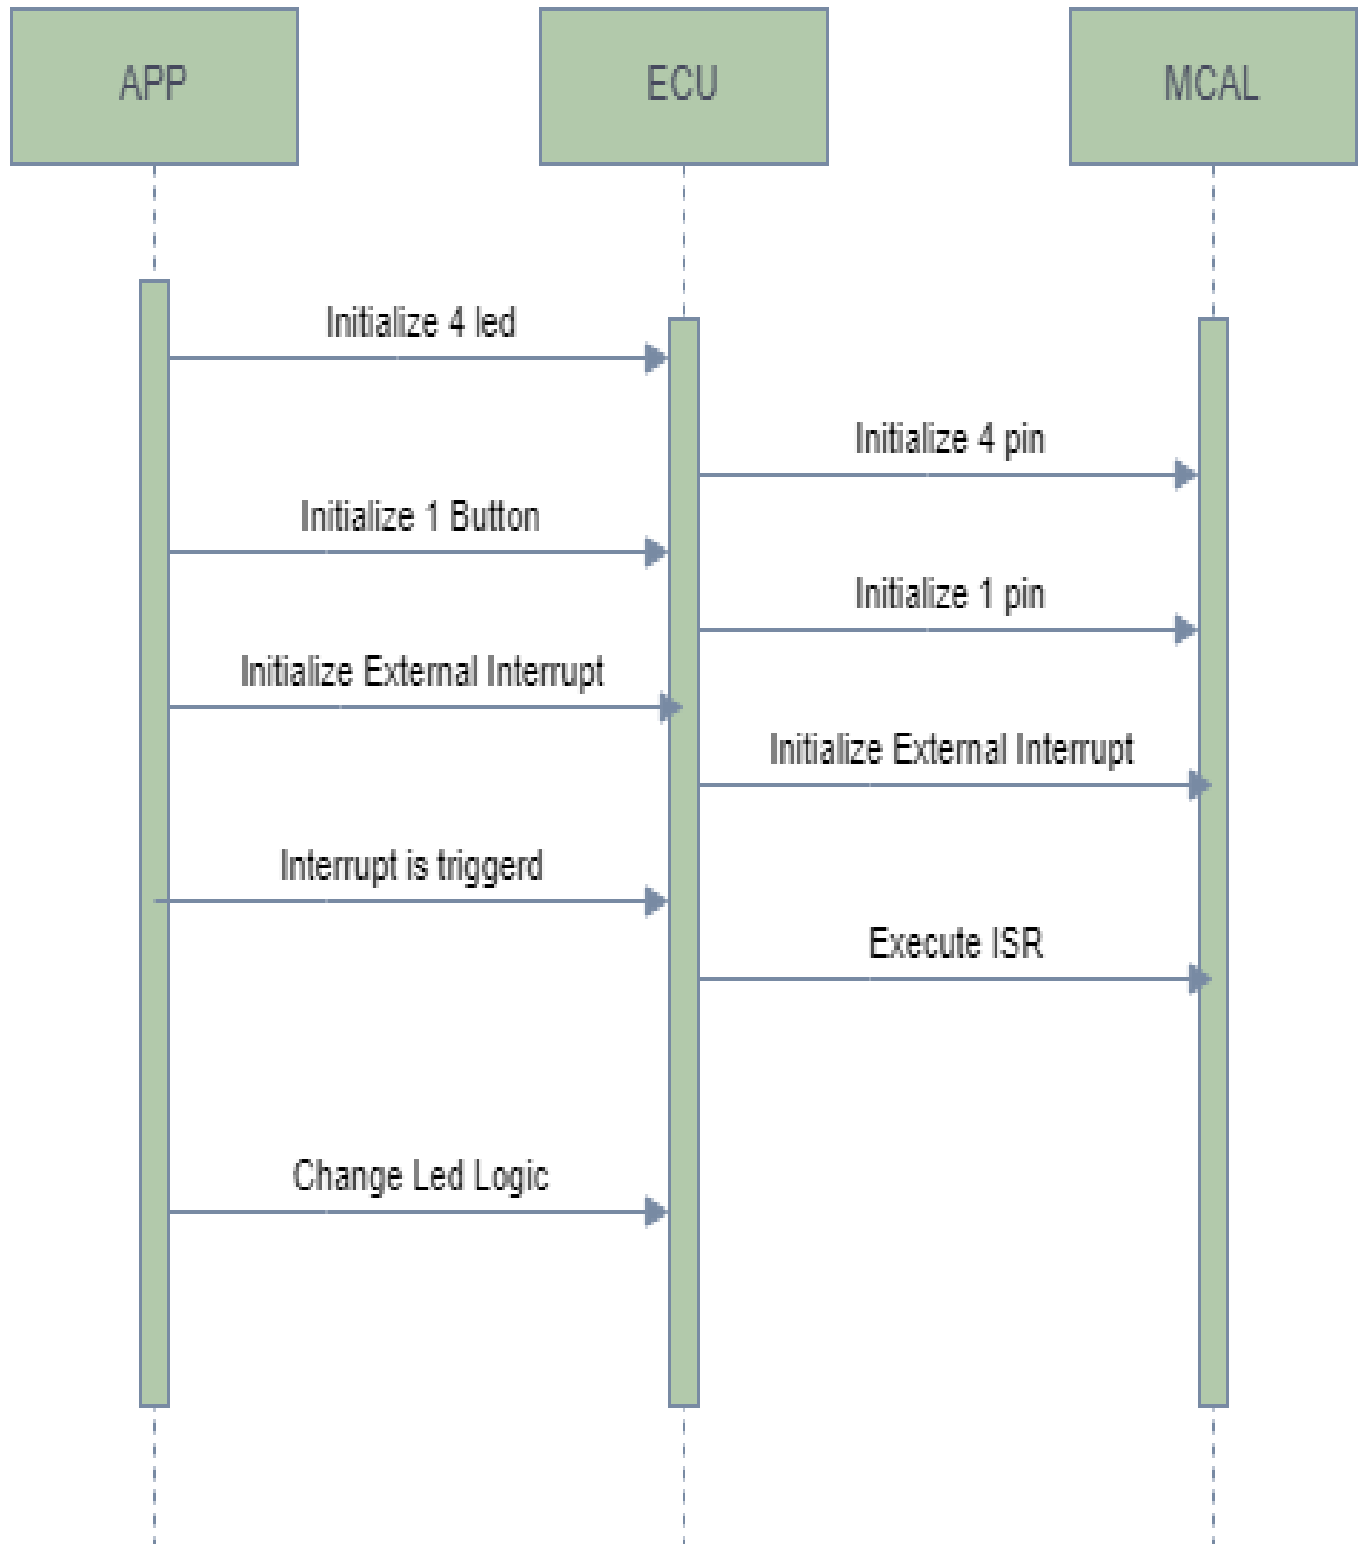 APP
ECU
MCAL
Initialize 4 led
Initialize 4 pin
Initialize 1 Button
Initialize 1 pin
Initialize External Interrupt
Initialize External Interrupt
Interrupt is triggerd
Execute ISR
Change Led Logic